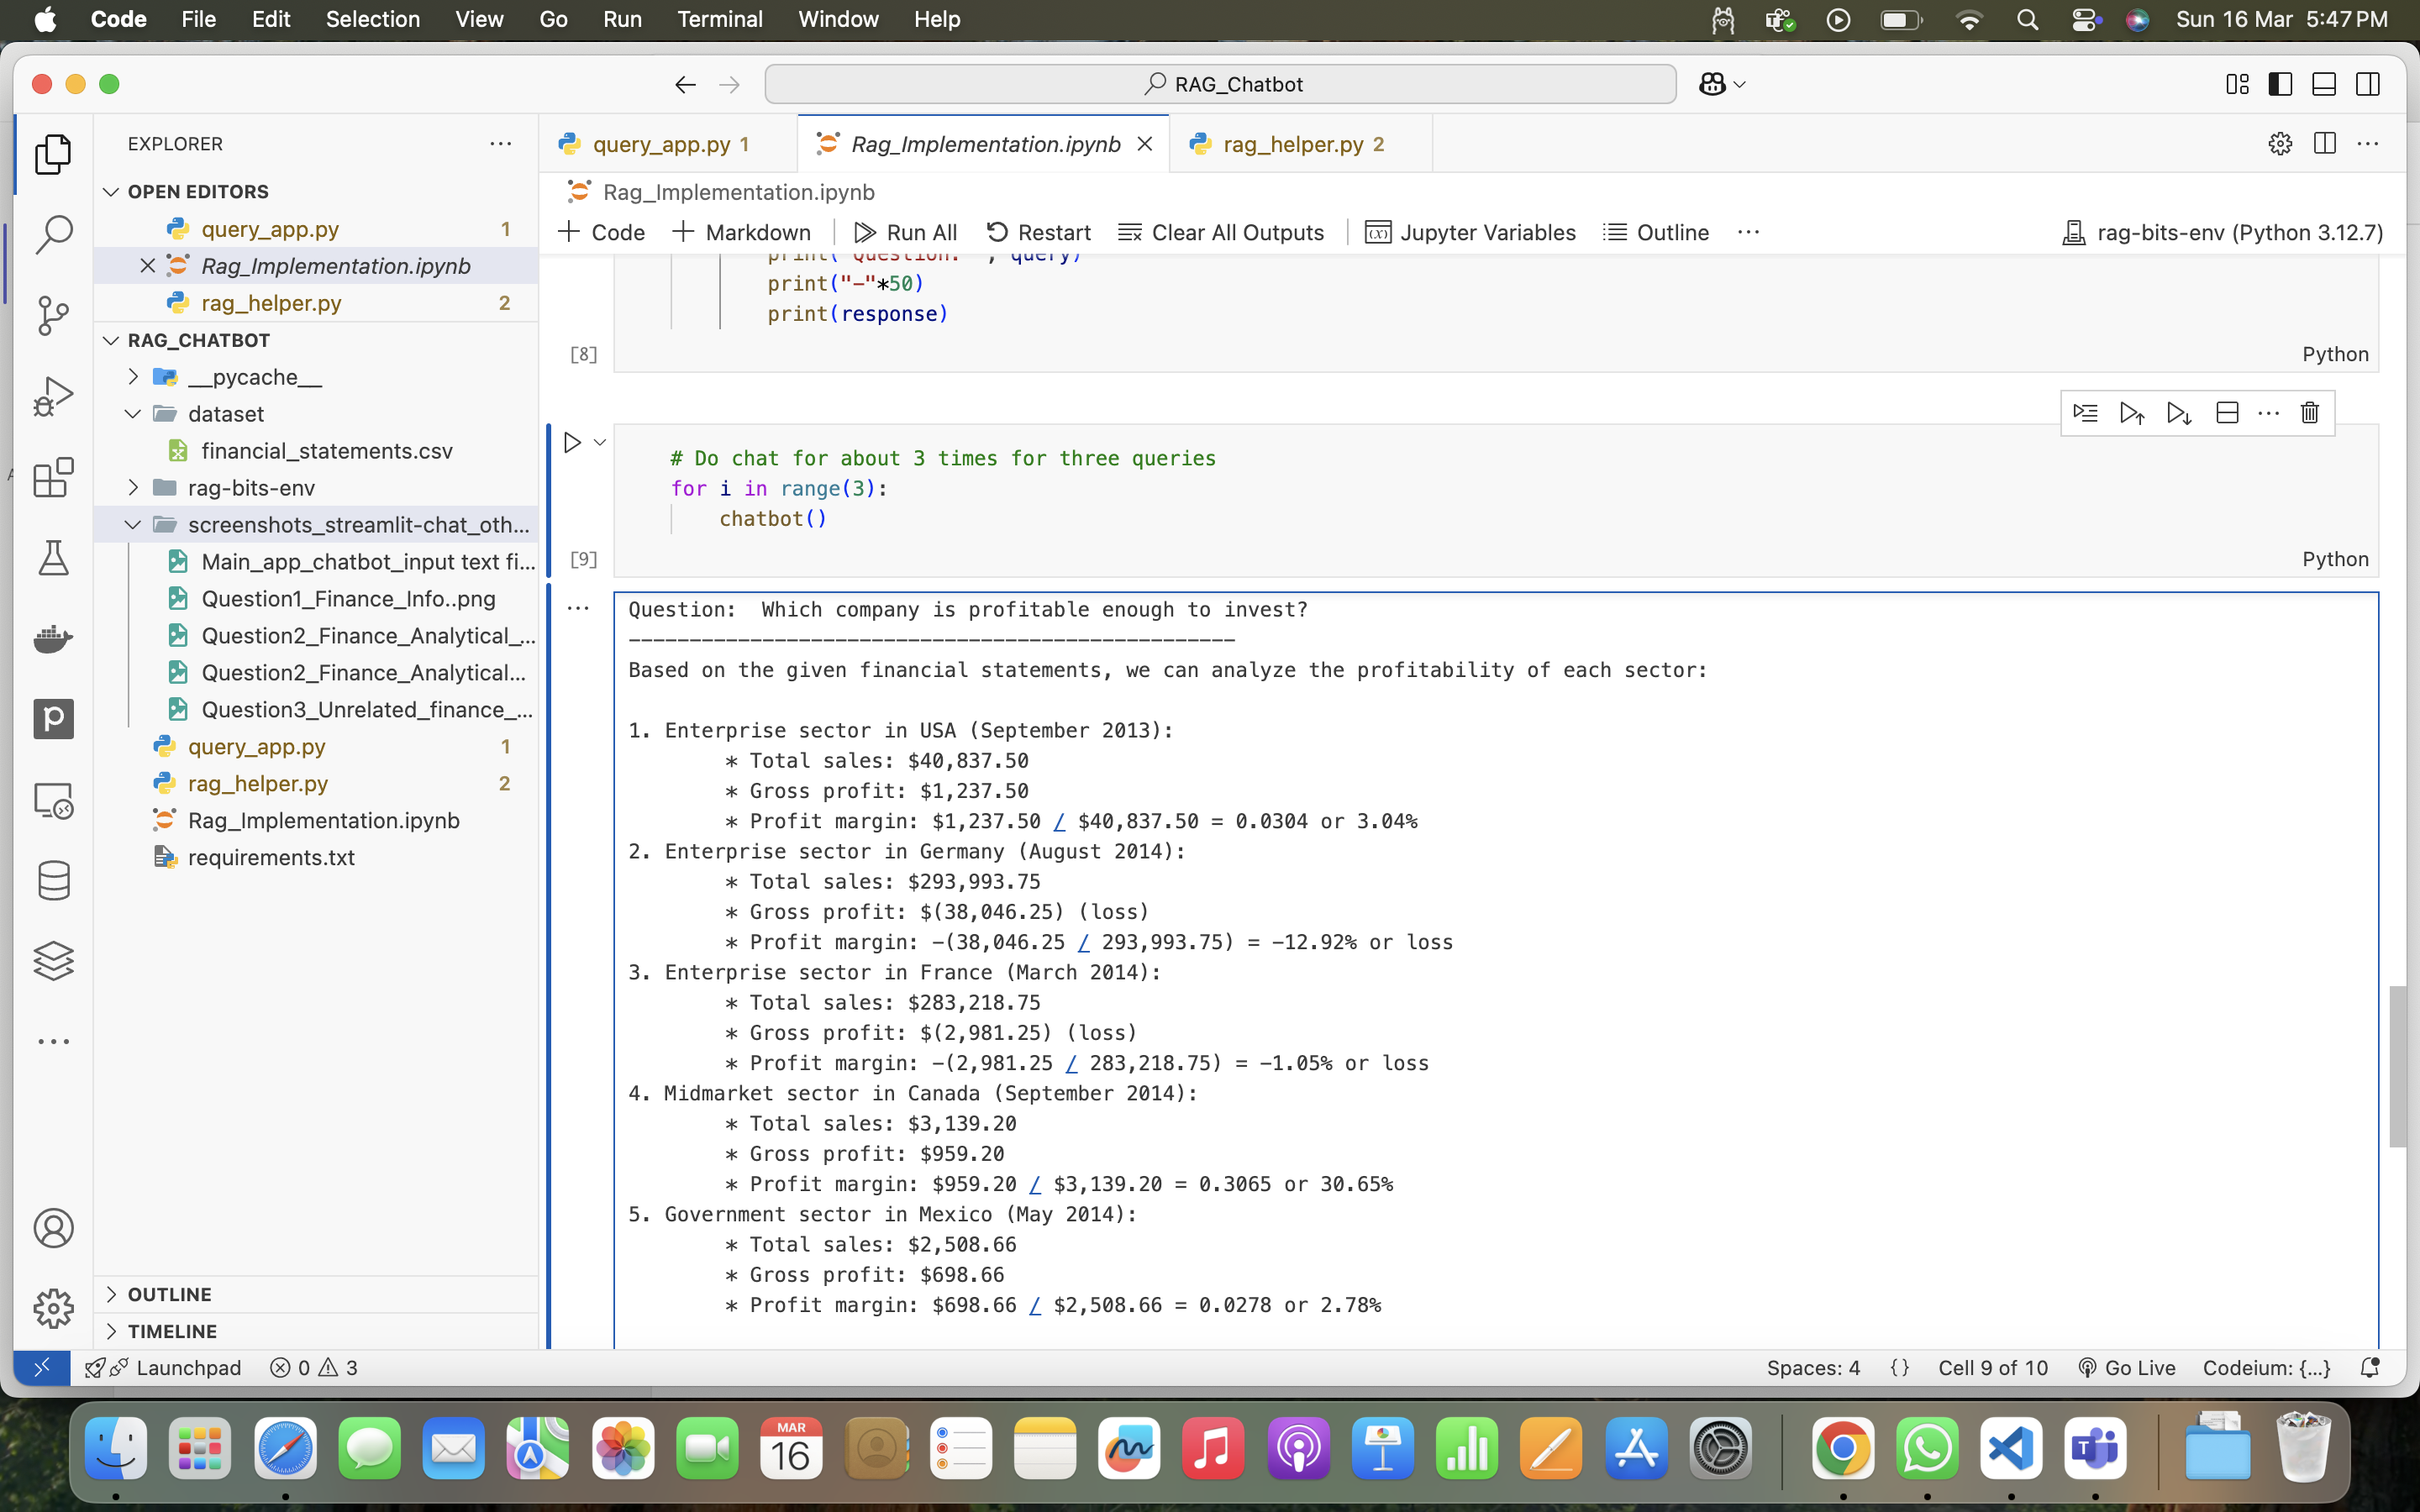 Code File Edit Selection View Go Run Terminal Window Help Sun 16 Mar 5:47 PM
RAG_Chatbot
EXPLORER
OPEN EDITORS
query_app.py 1
Rag_Implementation.ipynb
rag_helper.py 2
RAG_CHATBOT
__pycache__
dataset
financial_statements.csv
rag-bits-env
screenshots_streamlit-chat_oth...
Main_app_chatbot_input text fi...
Question1_Finance_Info..png
Question2_Finance_Analytical_...
Question2_Finance_Analytical...
Question3_Unrelated_finance_...
query_app.py 1
rag_helper.py 2
Rag_Implementation.ipynb
requirements.txt
OUTLINE
TIMELINE
query_app.py 1 Rag_Implementation.ipynb rag_helper.py 2
Rag_Implementation.ipynb
Code Markdown Run All Restart Clear All Outputs Jupyter Variables Outline rag-bits-env (Python 3.12.7)
print("Question: ", query)
print("-"*50)
print(response)
[8] Python
# Do chat for about 3 times for three queries
for i in range(3):
chatbot()
[9] Python
Question:  Which company is profitable enough to invest?
--------------------------------------------------
Based on the given financial statements, we can analyze the profitability of each sector:
1. Enterprise sector in USA (September 2013):
* Total sales: $40,837.50
* Gross profit: $1,237.50
* Profit margin: $1,237.50 / $40,837.50 = 0.0304 or 3.04%
2. Enterprise sector in Germany (August 2014):
* Total sales: $293,993.75
* Gross profit: $(38,046.25) (loss)
* Profit margin: -(38,046.25 / 293,993.75) = -12.92% or loss
3. Enterprise sector in France (March 2014):
* Total sales: $283,218.75
* Gross profit: $(2,981.25) (loss)
* Profit margin: -(2,981.25 / 283,218.75) = -1.05% or loss
4. Midmarket sector in Canada (September 2014):
* Total sales: $3,139.20
* Gross profit: $959.20
* Profit margin: $959.20 / $3,139.20 = 0.3065 or 30.65%
5. Government sector in Mexico (May 2014):
* Total sales: $2,508.66
* Gross profit: $698.66
* Profit margin: $698.66 / $2,508.66 = 0.0278 or 2.78%
Launchpad 0 3 Spaces: 4 {} Cell 9 of 10 Go Live Codeium: {...}
MAR
16